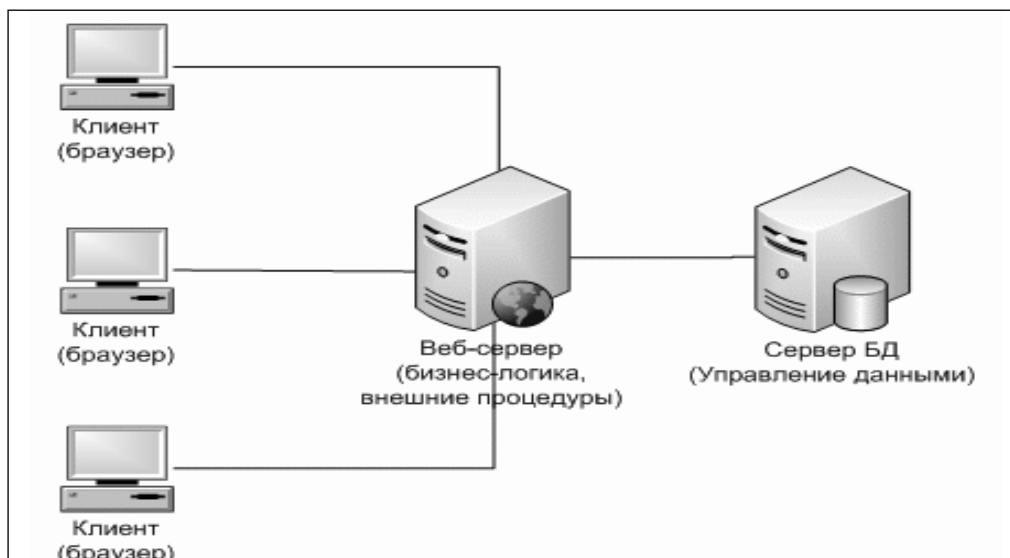 Клиент
(браузер)
Клиент
(браузер)
Веб-сервер
(бизнес-логика,
внешние процедуры)
Сервер БД
(Управление данными)
Клиент
(браузер)